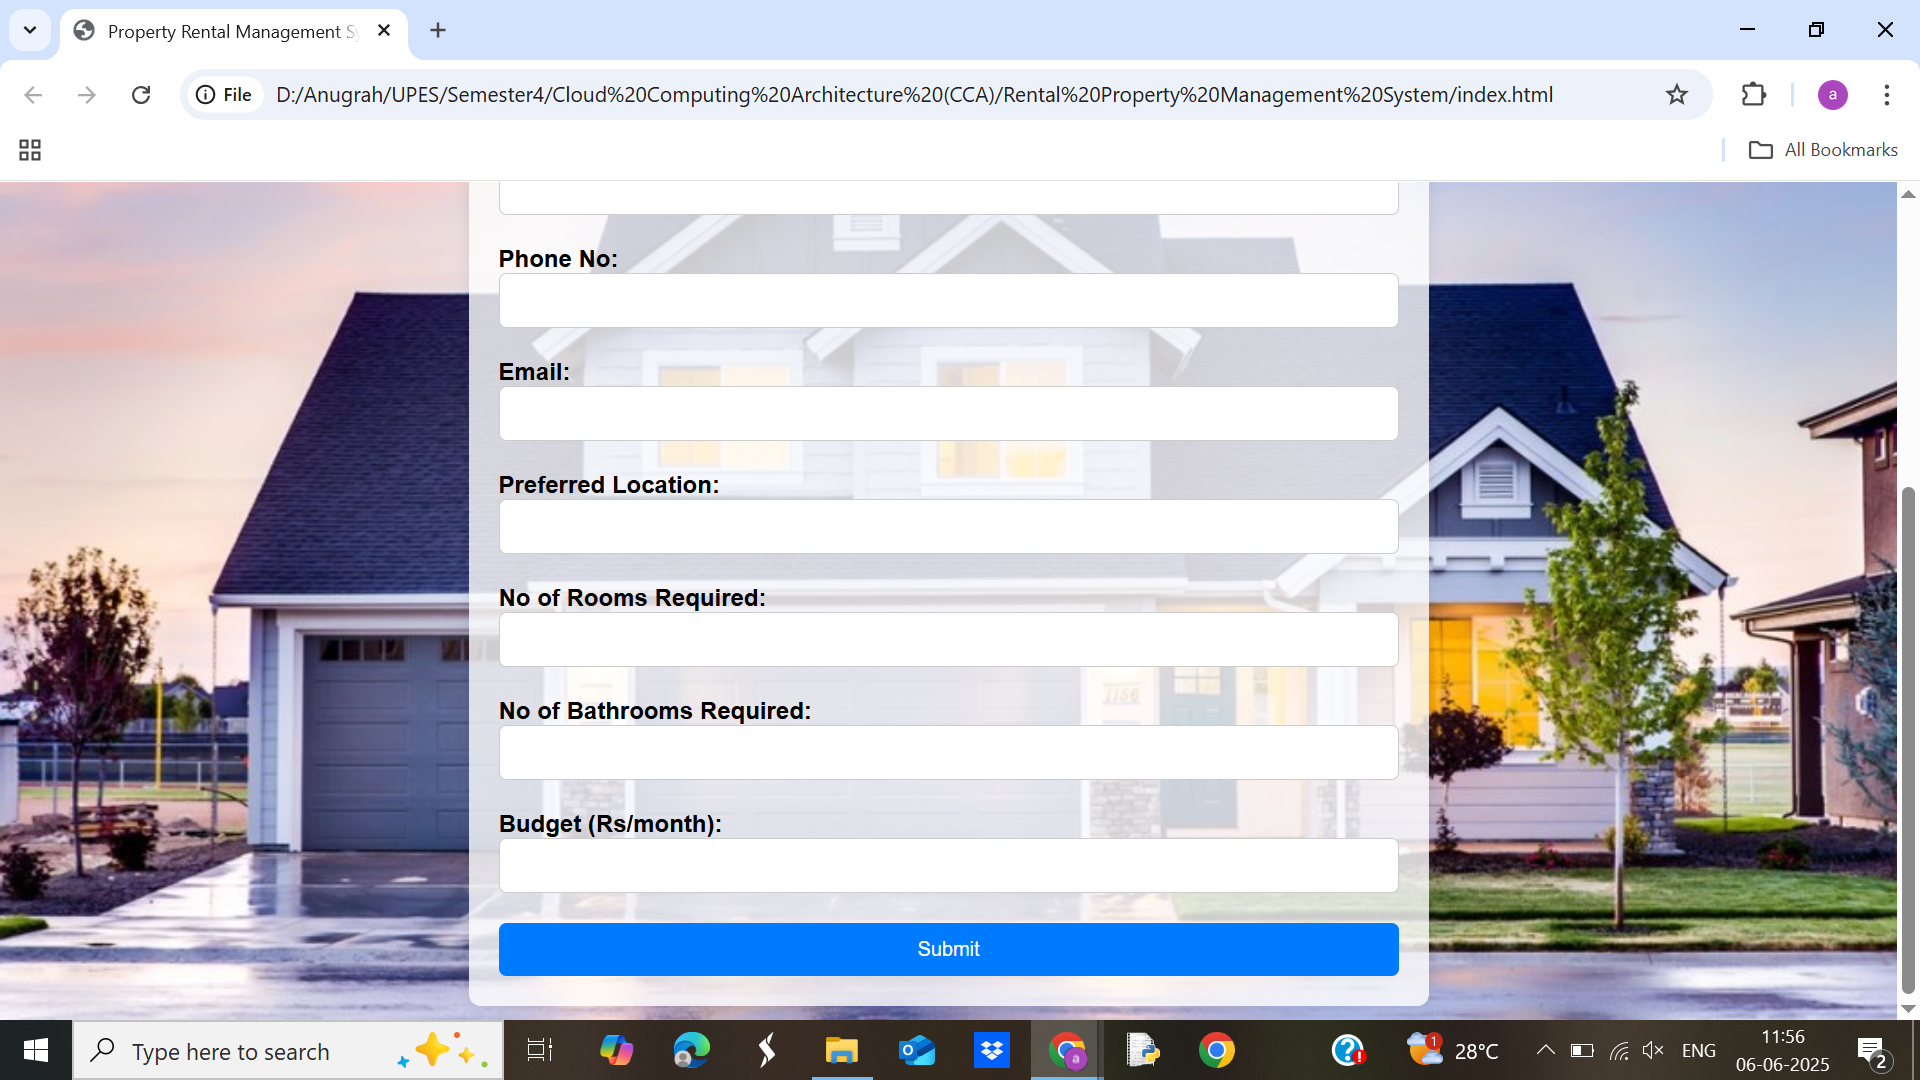 Property Rental Management S
File
D:/Anugrah/UPES/Semester4/Cloud%20Computing%20Architecture%20(CCA)/Rental%20Property%20Management%20System/index.html
a
All Bookmarks
Phone No:
Email:
Preferred Location:
No of Rooms Required:
1156
No of Bathrooms Required:
Budget (Rs/month):
Submit
Type here to search
a
1
28°C
ENG
11:56
06-06-2025
2